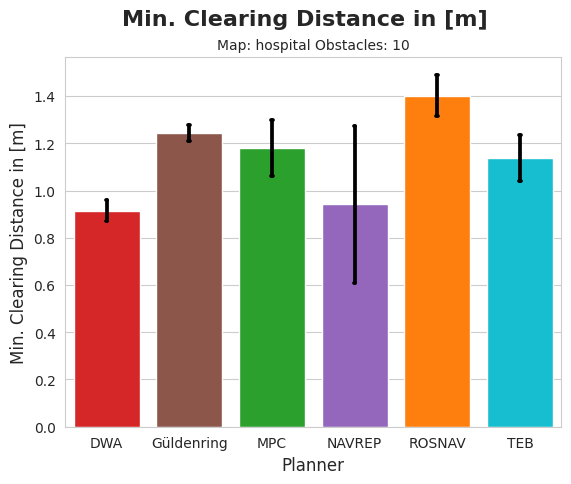 Min. Clearing Distance in [m]
Map: hospital Obstacles: 10
Min. Clearing Distance in [m]
1.4
1.2
1.0
0.8
0.6
0.4
0.2
0.0
DWA Güldenring MPC NAVREP ROSNAV TEB
Planner